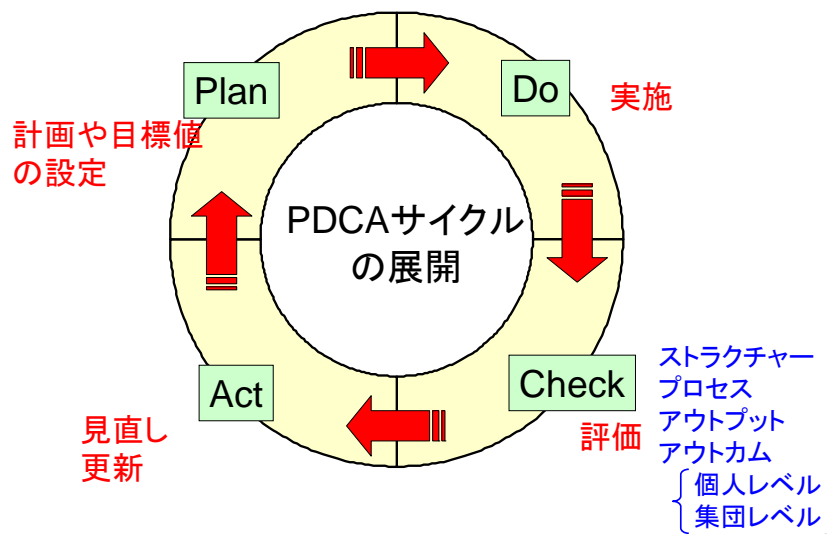 Plan
Do
実施
計画や目標値
の設定
PDCAサイクル
の展開
Act
Check
見直し
更新
評価
ストラクチャー
プロセス
アウトプット
アウトカム
個人レベル
集団レベル